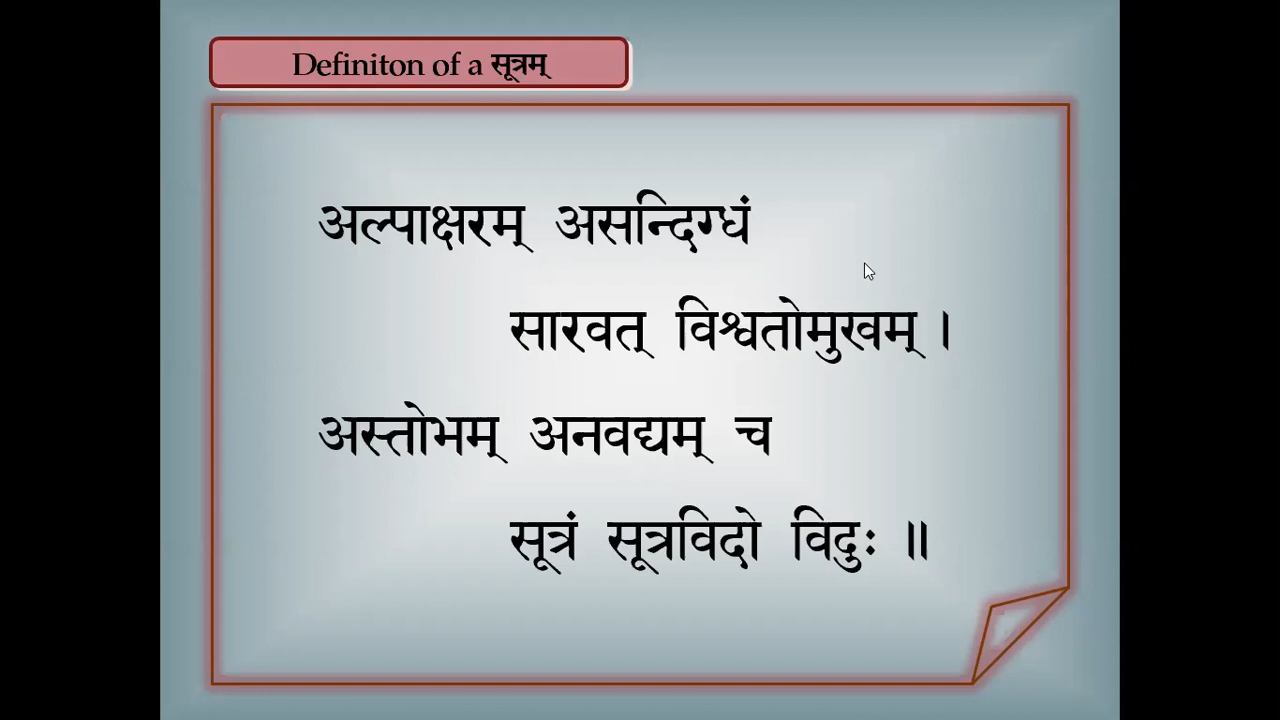 Definiton of a सूत्रम्
अल्पाक्षरम् असन्दिग्धं
सारवत् विश्वतोमुखम् ।
अस्तोभम् अनवद्यम् च
सूत्रं सूत्रविदो विदुः ॥